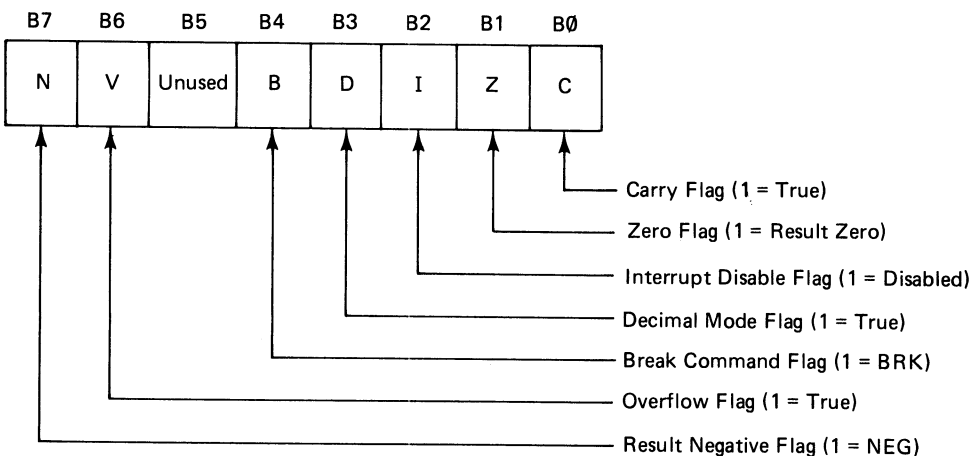 B7 B6 B5 B4 B3 B2 B1 BØ
N V Unused B D I Z C
Carry Flag (1 = True)
Zero Flag (1 = Result Zero)
Interrupt Disable Flag (1 = Disabled)
Decimal Mode Flag (1 = True)
Break Command Flag (1 = BRK)
Overflow Flag (1 = True)
Result Negative Flag (1 = NEG)